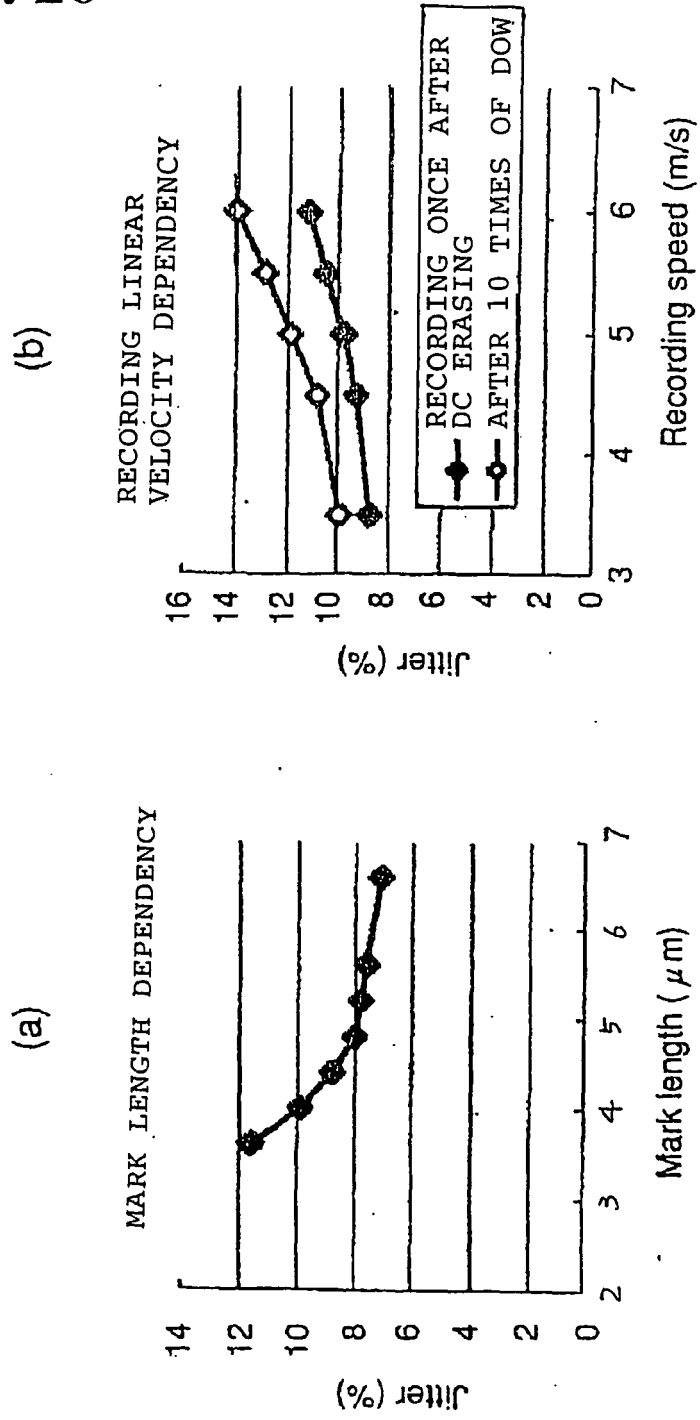 (a)
MARK LENGTH DEPENDENCY
14
12
10
8
6
4
2
0
Jitter (%)
2 3 4 5 6 7
Mark length (μm)
(b)
RECORDING LINEAR
VELOCITY DEPENDENCY
16
14
12
10
8
6
4
2
0
Jitter (%)
RECORDING ONCE AFTER
DC ERASING
AFTER 10 TIMES OF DOW
3 4 5 6 7
Recording speed (m/s)